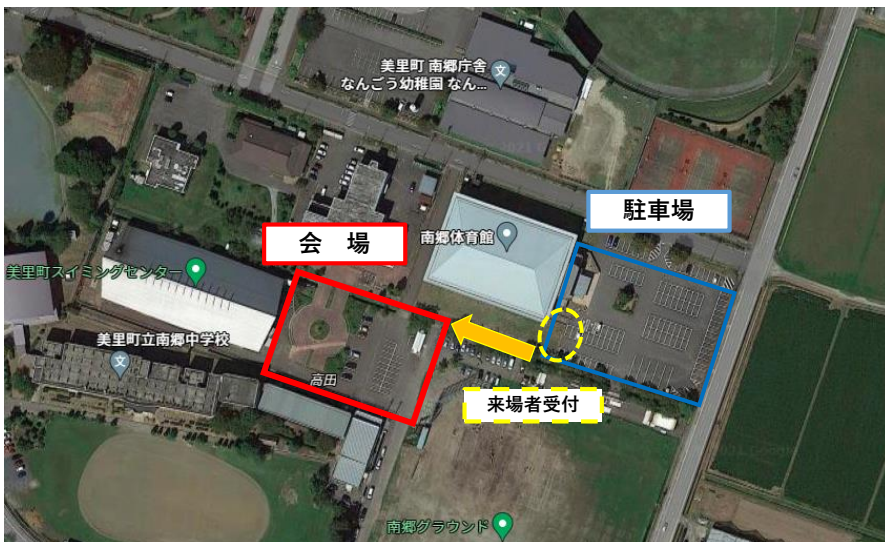 美里町 南郷庁舎
なんごう幼稚園 なん...
文
駐車場
会 場
南郷体育館
美里町スイミングセンター
美里町立南郷中学校
文
高田
来場者受付
南郷グラウンド